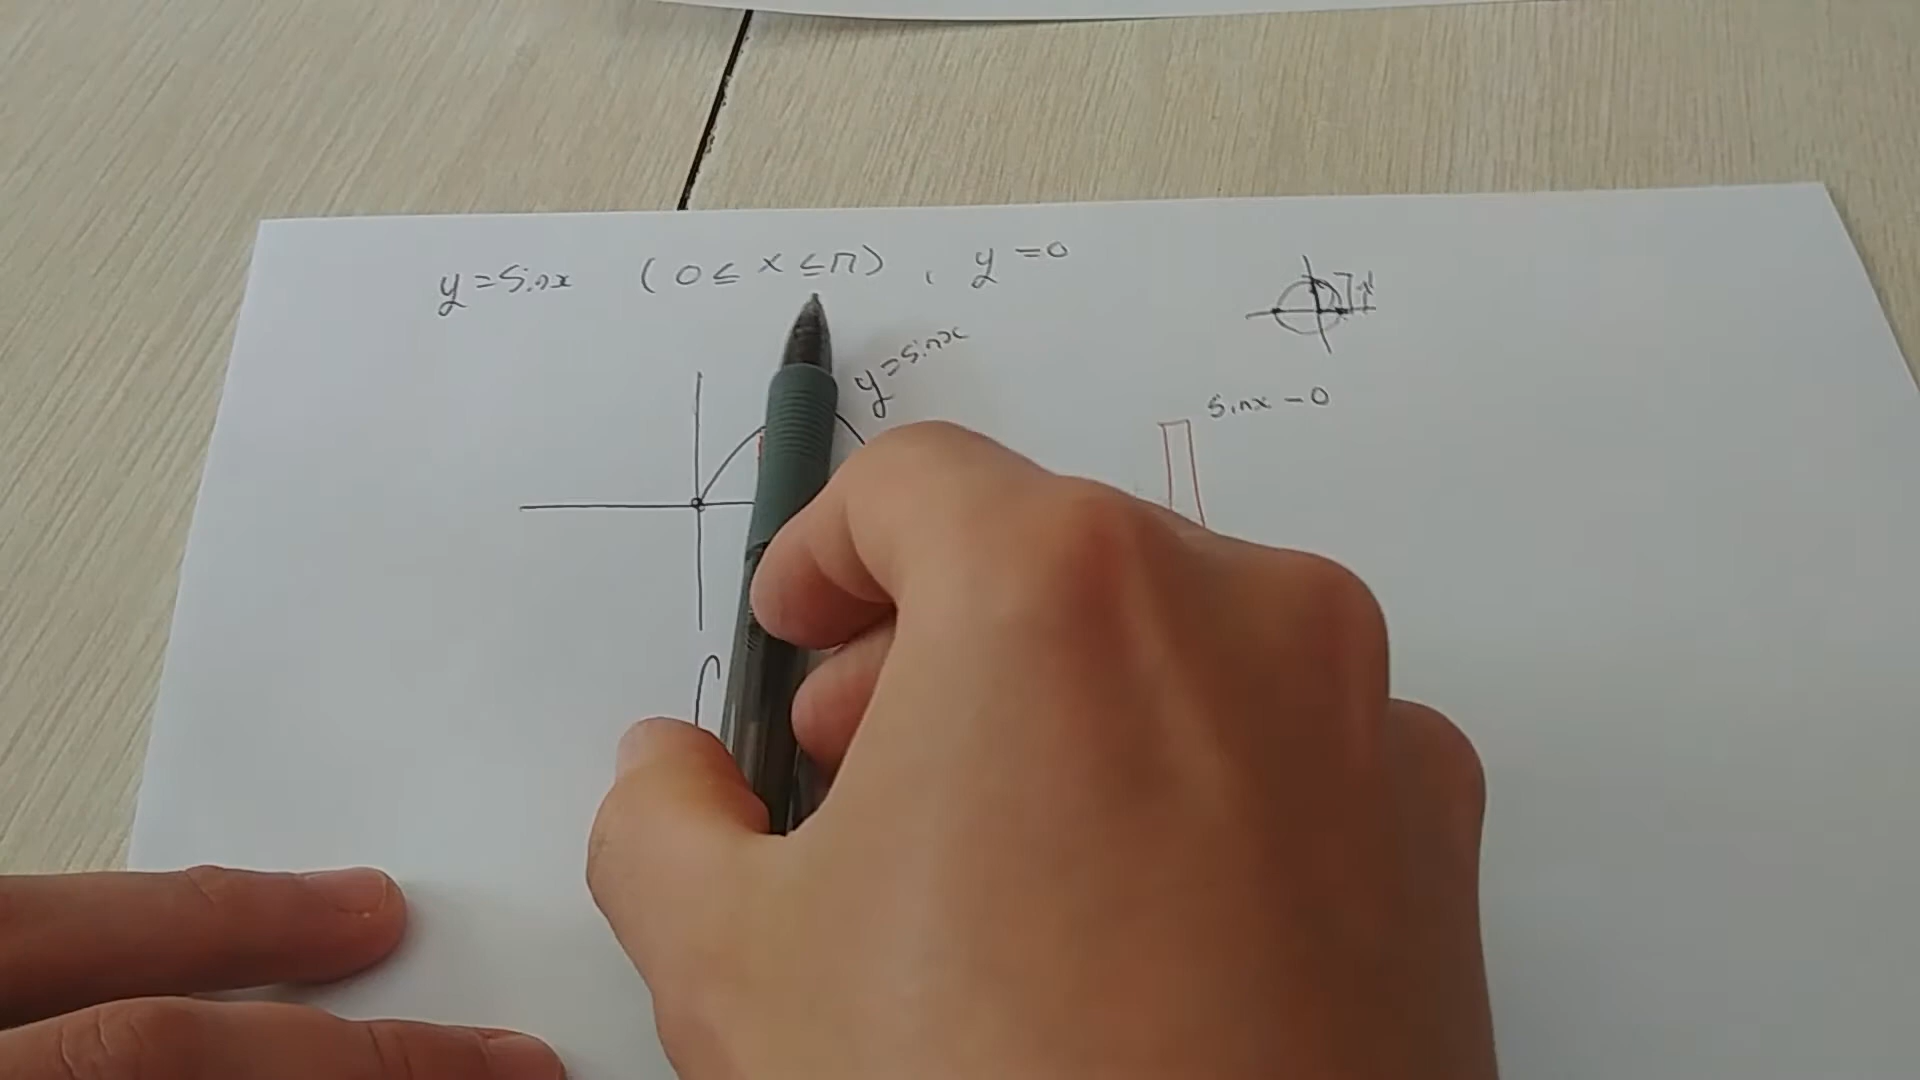 y = sinx ( 0 ≤ x ≤ π ) , y = 0
y = sinx
sinx - 0
∫